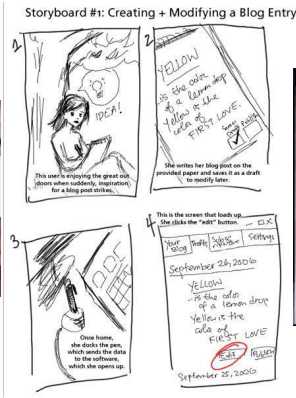 Storyboard #1: Creating + Modifying a Blog Entry
1
IDEA!
This user is enjoying the great out
doors when suddenly, inspiration
for a blog post strikes.
2
YELLOW
-is the color
of a lemon drop
Yellow is the
color of
FIRST LOVE.
She writes her blog post on the
provided paper and saves it as a draft
to modify later.
3
Once home,
she docks the pen,
which sends the data
to the software,
which she opens up.
4
This is the screen that loads up
She clicks the "edit" button.
Your
Blog
Settings
September 26, 2006
YELLOW
-is the color
of a lemon drop
Yellow is the
color of
FIRST LOVE
Edit
Publish
September 25, 2006